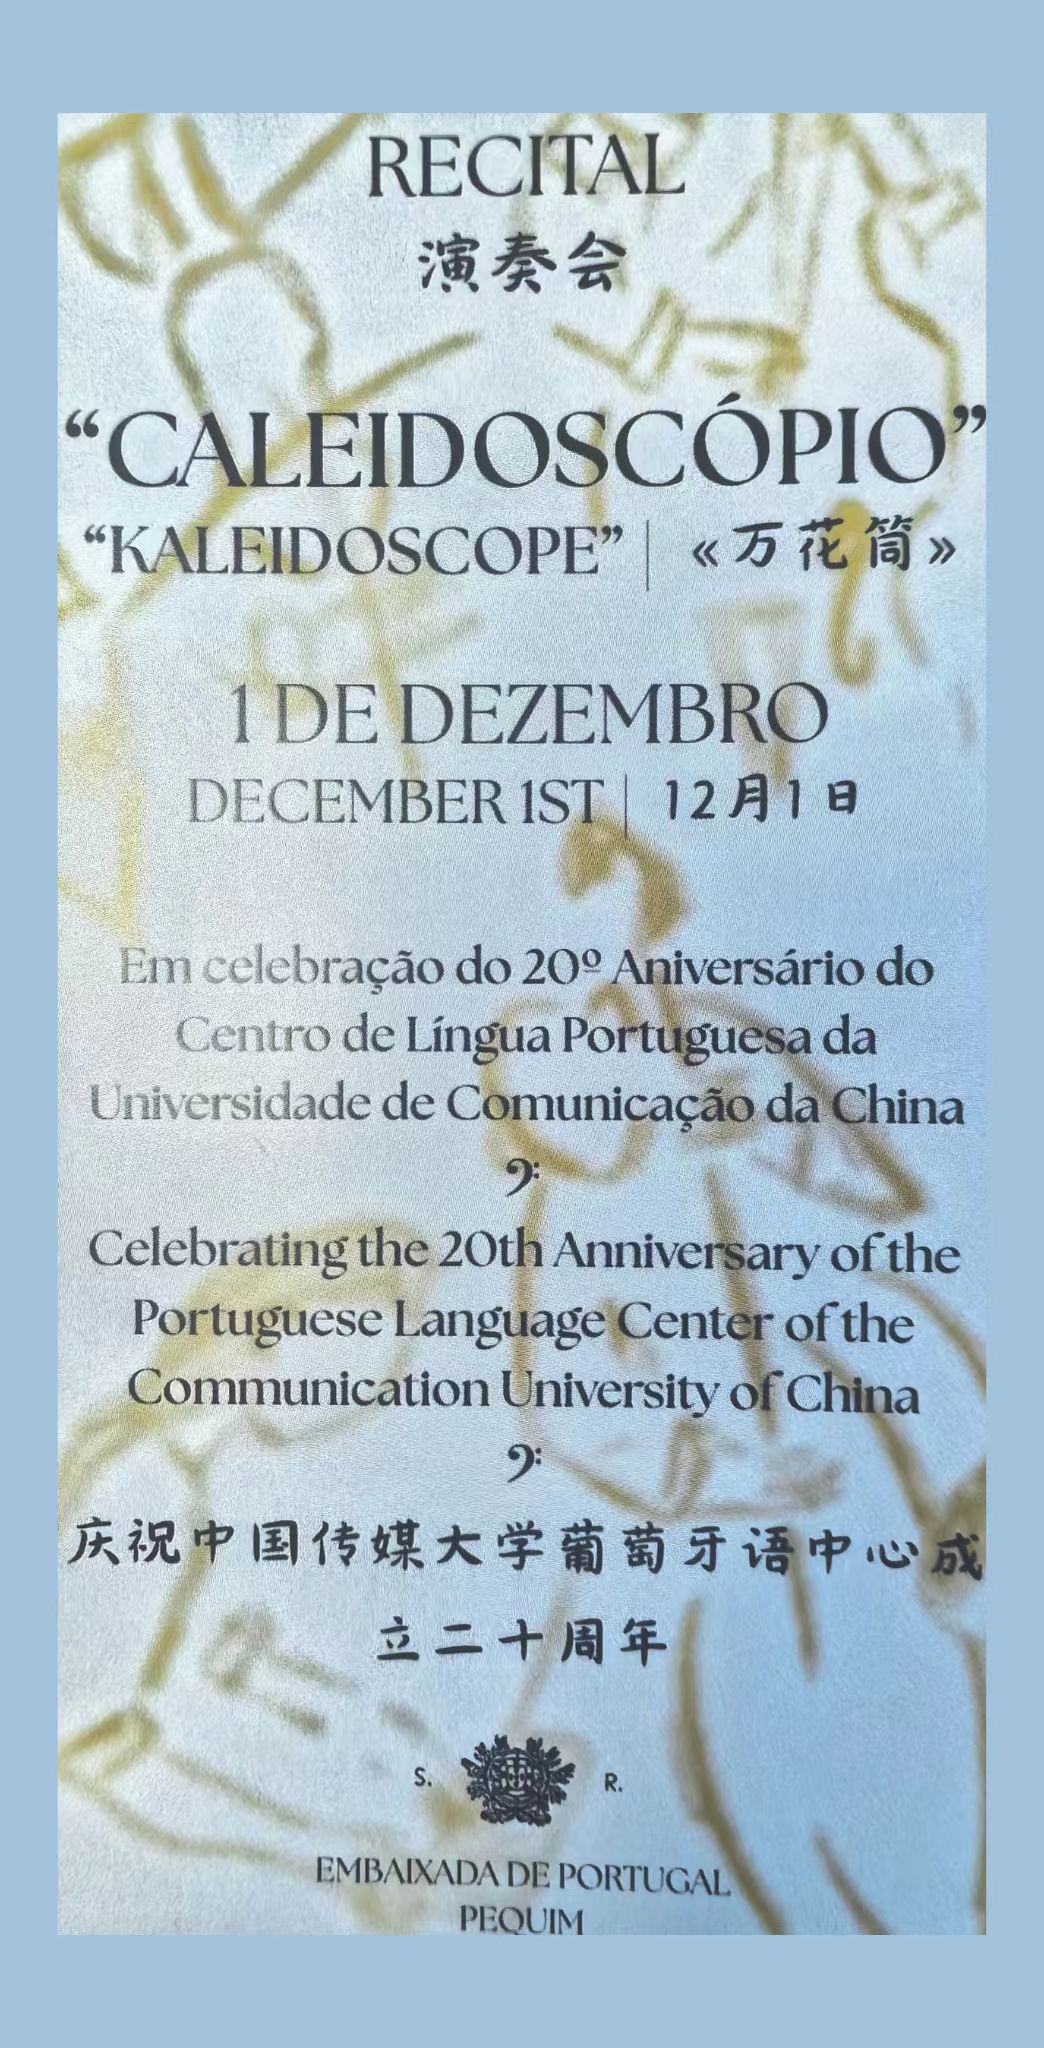 RECITAL
演奏会
“CALEIDOSCÓPIO”
“KALEIDOSCOPE” | 《万花筒》
1 DE DEZEMBRO
DECEMBER 1ST | 12月1日
Em celebração do 20º Aniversário do
Centro de Língua Portuguesa da
Universidade de Comunicação da China
Celebrating the 20th Anniversary of the
Portuguese Language Center of the
Communication University of China
庆祝中国传媒大学葡萄牙语中心成
立二十周年
S. R.
EMBAIXADA DE PORTUGAL
PEQUIM